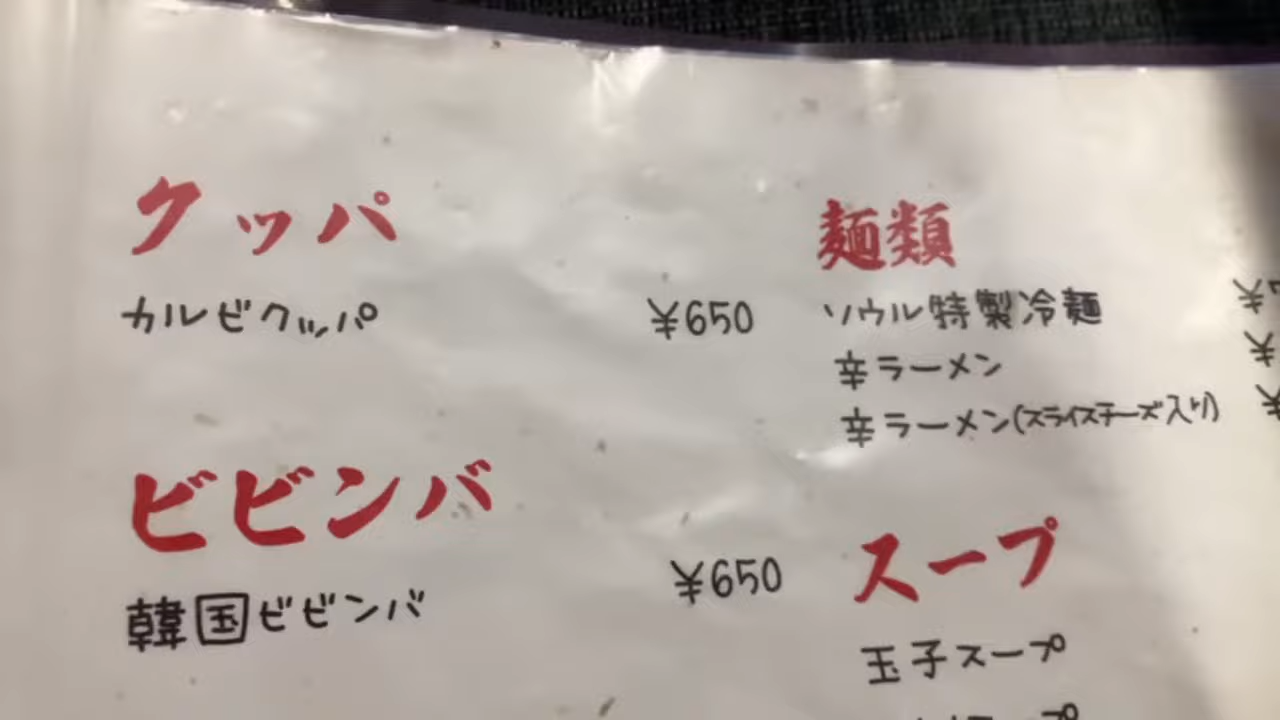 クッパ
カルビクッパ ¥650
ビビンバ
韓国ビビンバ ¥650
麺類
ソウル特製冷麺 ¥
辛ラーメン ¥
辛ラーメン(スライスチーズ入り) ¥
スープ
玉子スープ